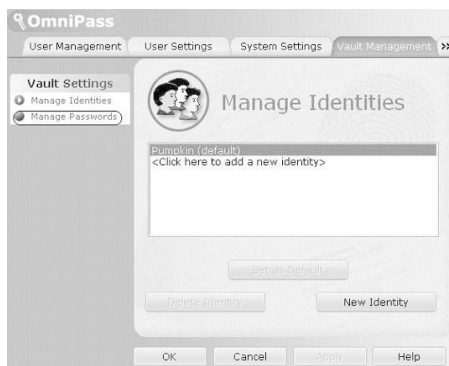 OmniPass
User Management User Settings System Settings Vault Management
Vault Settings
Manage Identities
Manage Passwords
Manage Identities
Pumpkin (default)
<Click here to add a new identity>
Set as Default
Delete Identity New Identity
OK Cancel Apply Help